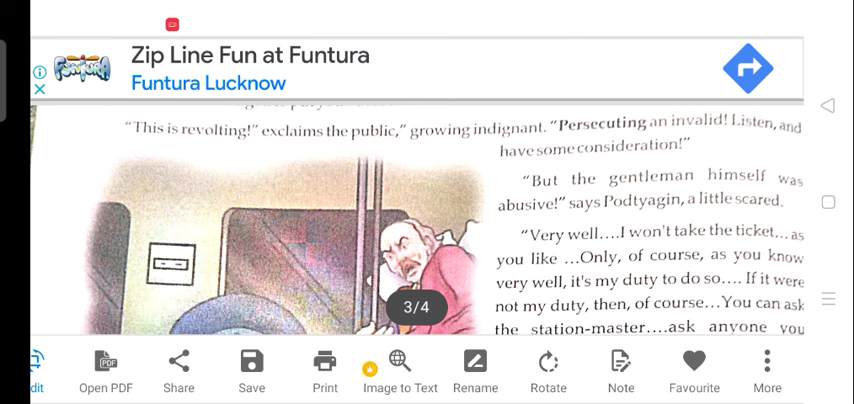 Zip Line Fun at Funtura
FUNTURA
Funtura Lucknow
"This is revolting!" exclaims the public," growing indignant. "Persecuting an invalid! Listen, and
have some consideration!"
"But the gentleman himself was
abusive!" says Podtyagin, a little scared.
"Very well....I won't take the ticket... as
you like ...Only, of course, as you know
very well, it's my duty to do so.... If it were
not my duty, then, of course...You can ask
the station-master....ask anyone you
3/4
dit
Open PDF
Share
Save
Print
Image to Text
Rename
Rotate
Note
Favourite
More